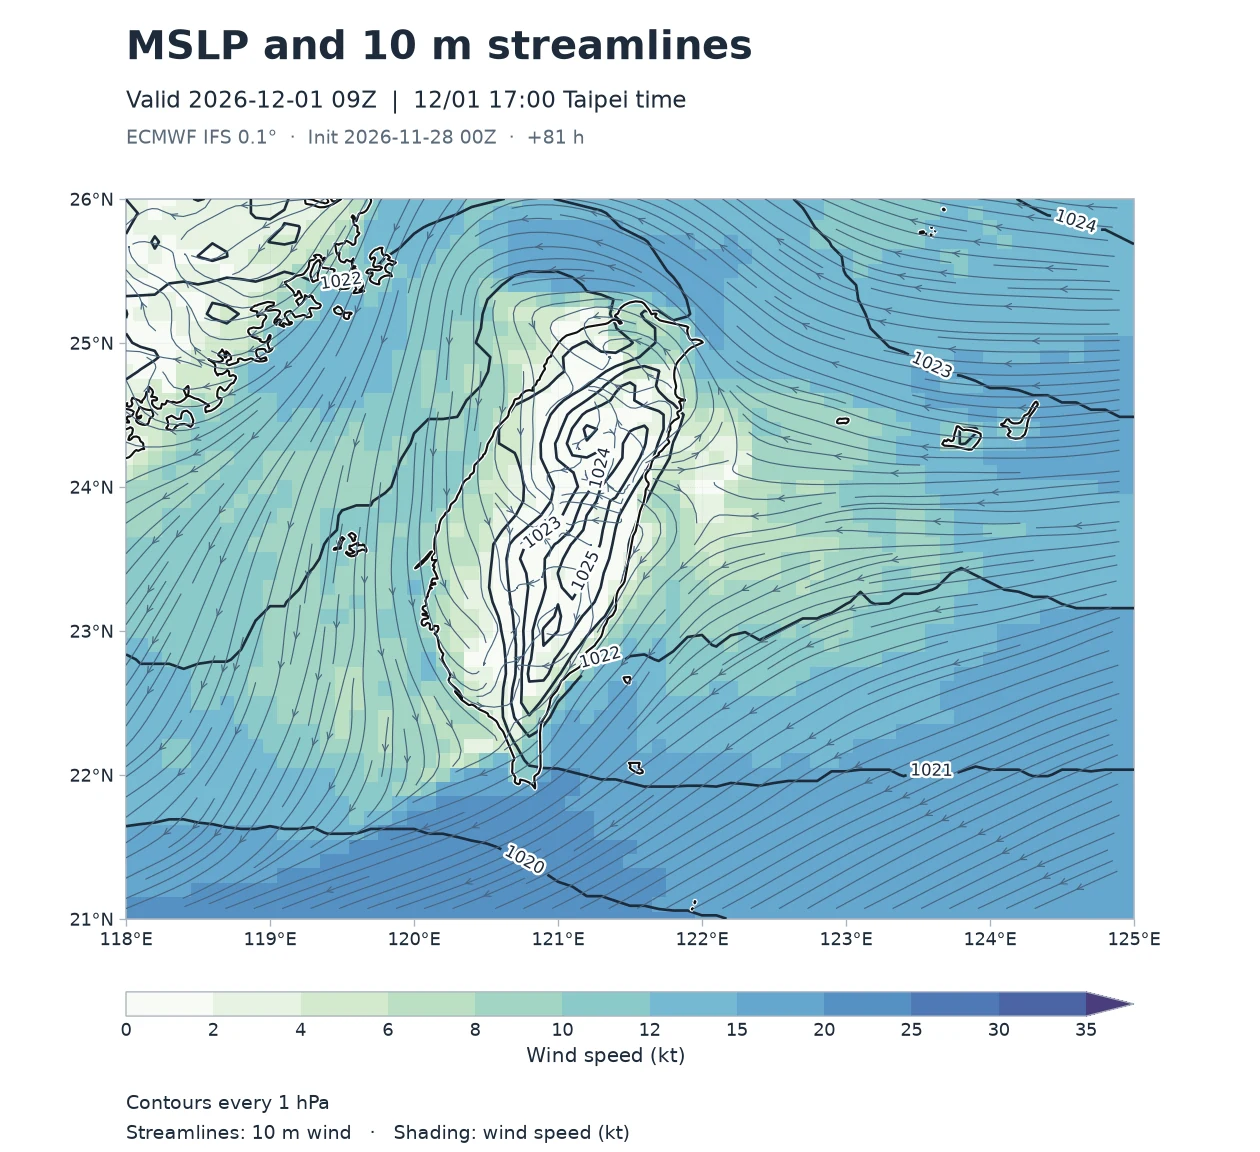 MSLP and 10 m streamlines
Valid 2026-12-01 09Z | 12/01 17:00 Taipei time
ECMWF IFS 0.1° · Init 2026-11-28 00Z · +81 h
26°N
1024
1022
25°N
1023
24°N
1024
1023
1025
23°N
1022
22°N
1021
1020
21°N
118°E 119°E 120°E 121°E 122°E 123°E 124°E 125°E
0 2 4 6 8 10 12 15 20 25 30 35
Wind speed (kt)
Contours every 1 hPa
Streamlines: 10 m wind · Shading: wind speed (kt)